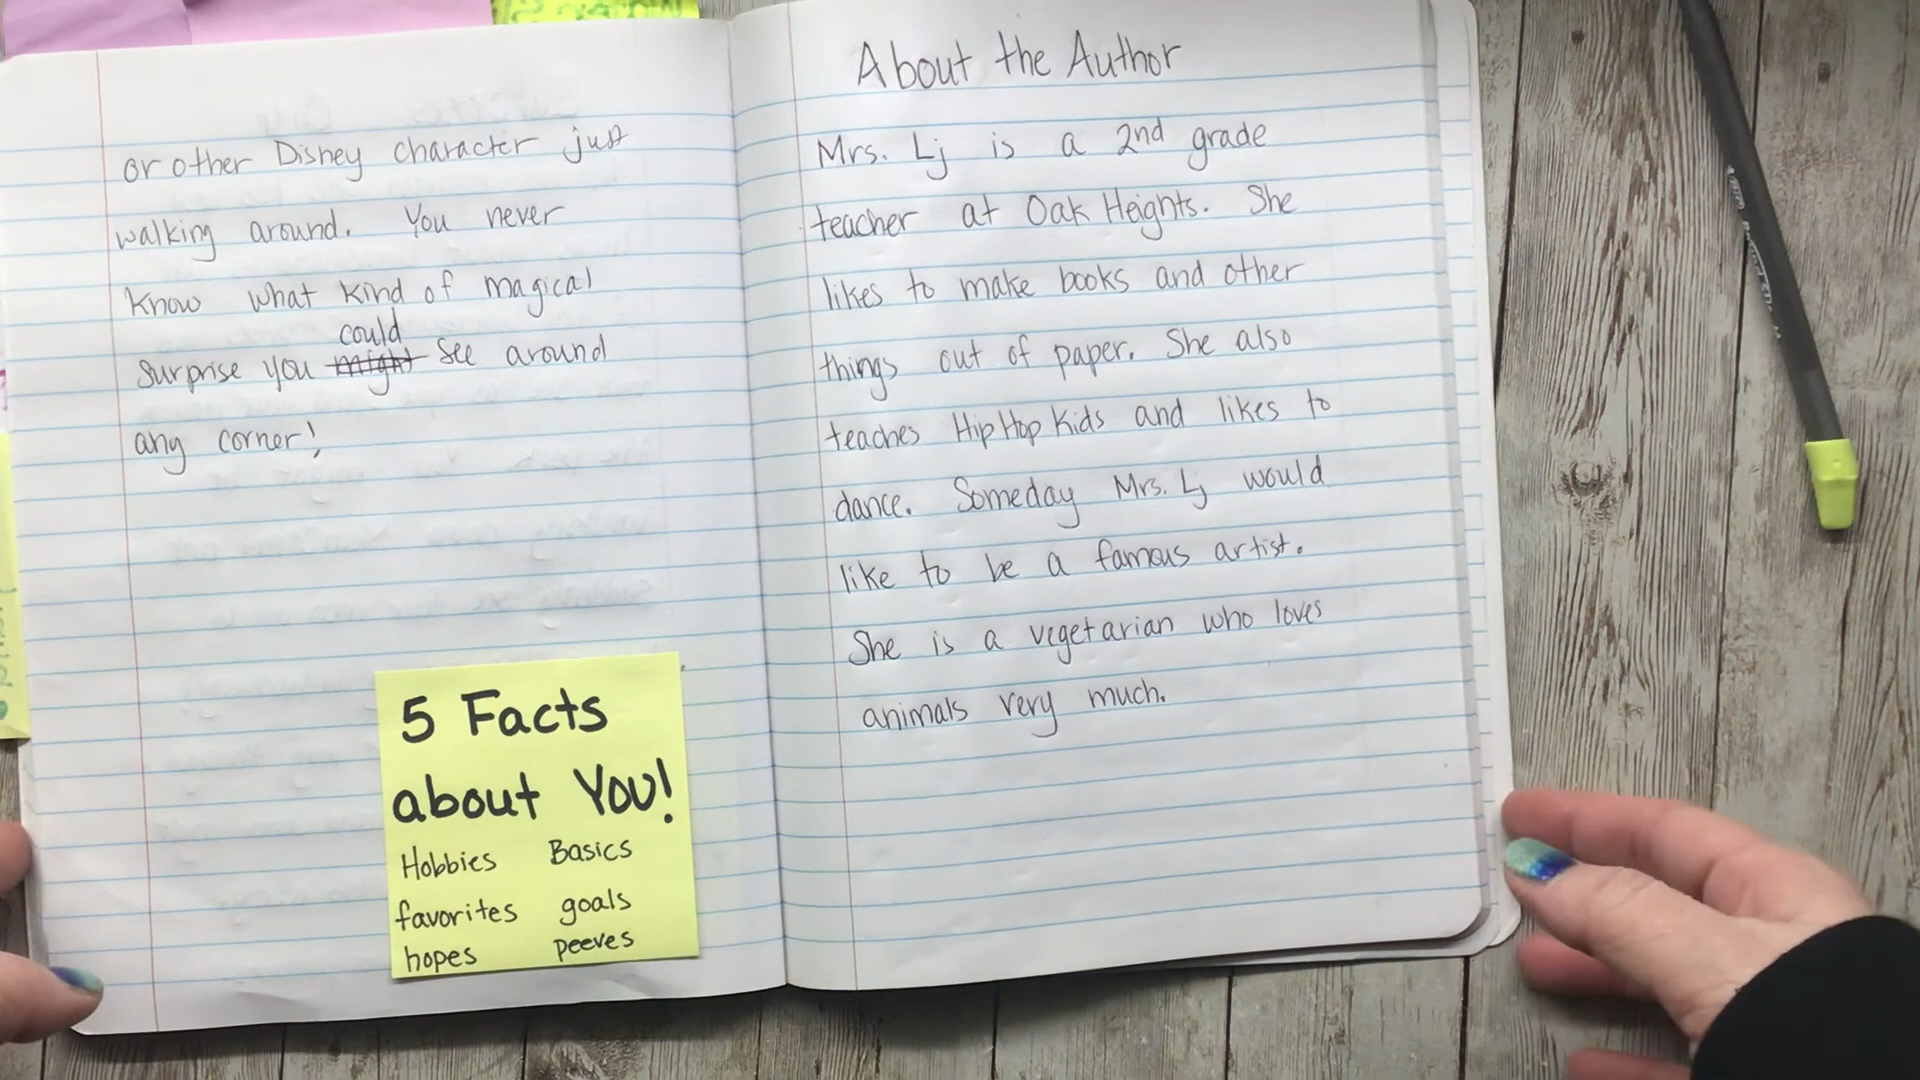 or other Disney character just
walking around. You never
know what kind of magical
could
surprise you might see around
any corner!
5 Facts
about You!
Hobbies Basics
favorites goals
hopes peeves
About the Author
Mrs. Lj is a 2nd grade
teacher at Oak Heights. She
likes to make books and other
things out of paper. She also
teaches Hip Hop Kids and likes to
dance. Someday Mrs. Lj would
like to be a famous artist.
She is a vegetarian who loves
animals very much.